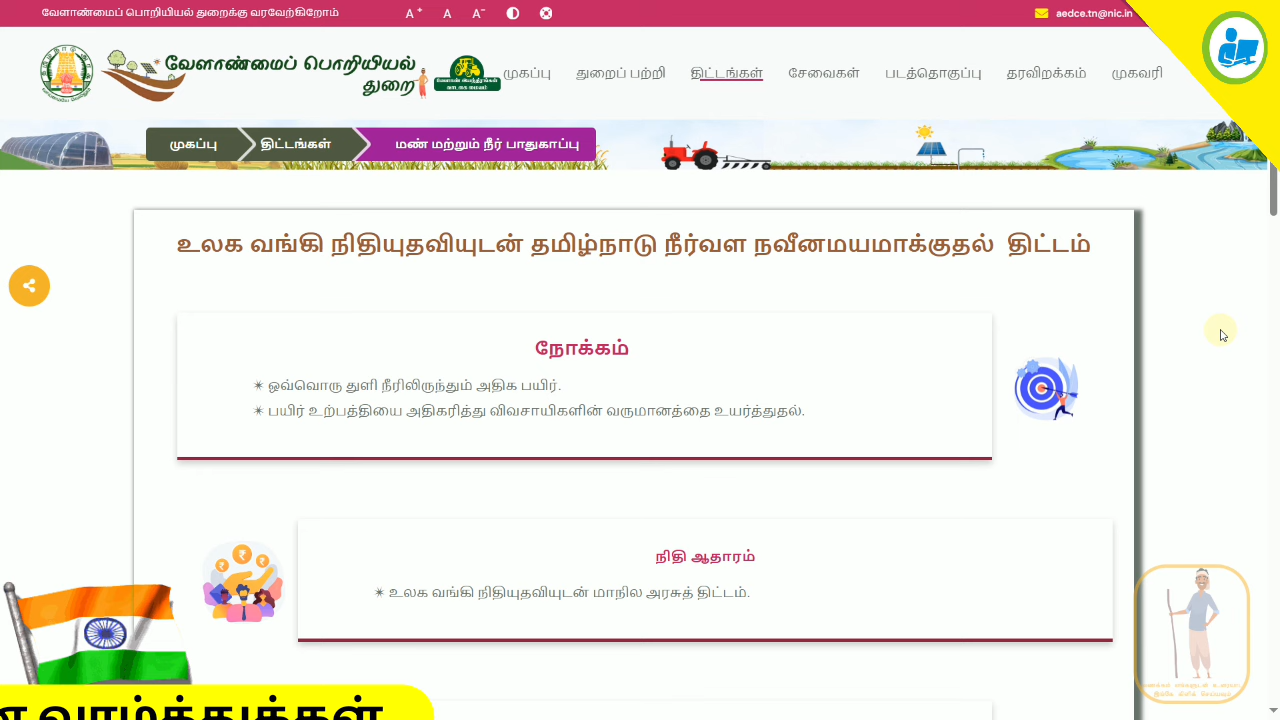 வேளாண்மைப் பொறியியல் துறைக்கு வரவேற்கிறோம்
A+ A A-
aedce.tn@nic.in
வேளாண்மைப் பொறியியல்
துறை
முகப்பு துறைப் பற்றி திட்டங்கள் சேவைகள் படத்தொகுப்பு தரவிறக்கம் முகவரி
முகப்பு திட்டங்கள் மண் மற்றும் நீர் பாதுகாப்பு
உலக வங்கி நிதியுதவியுடன் தமிழ்நாடு நீர்வள நவீனமயமாக்குதல் திட்டம்
நோக்கம்
✴ ஒவ்வொரு துளி நீரிலிருந்தும் அதிக பயிர்.
✴ பயிர் உற்பத்தியை அதிகரித்து விவசாயிகளின் வருமானத்தை உயர்த்துதல்.
நிதி ஆதாரம்
✴ உலக வங்கி நிதியுதவியுடன் மாநில அரசுத் திட்டம்.
வாழ்த்துக்கள்